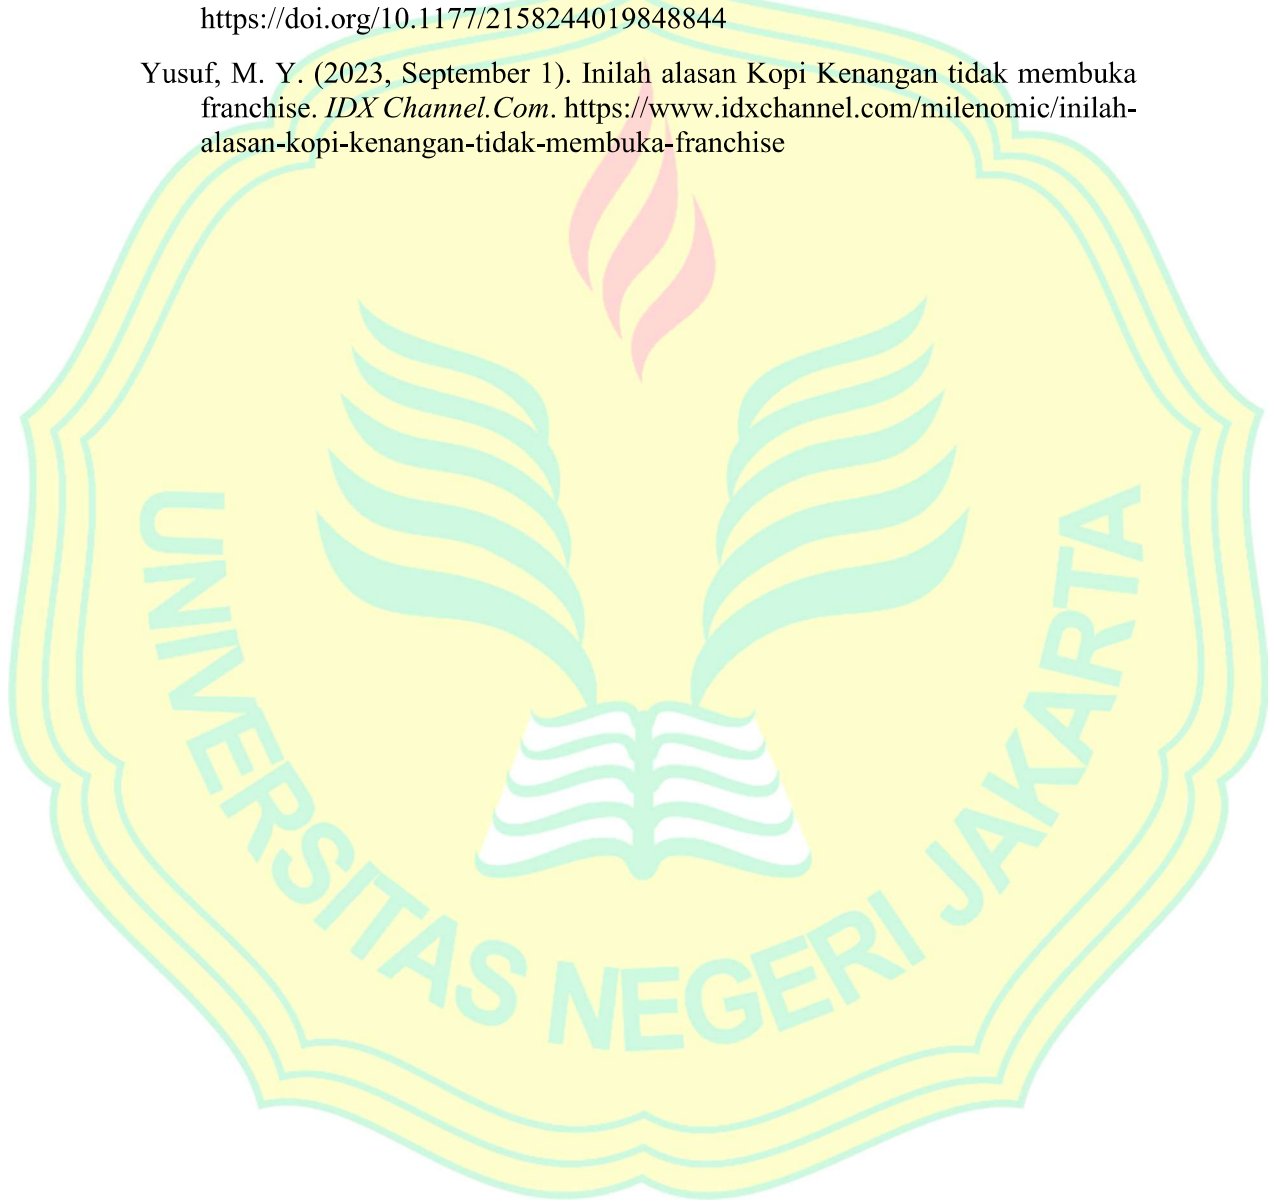 https://doi.org/10.1177/2158244019848844
Yusuf, M. Y. (2023, September 1). Inilah alasan Kopi Kenangan tidak membuka
franchise. IDX Channel.Com. https://www.idxchannel.com/milenomic/inilah-
alasan-kopi-kenangan-tidak-membuka-franchise
UNIVERSITAS NEGERI JAKARTA